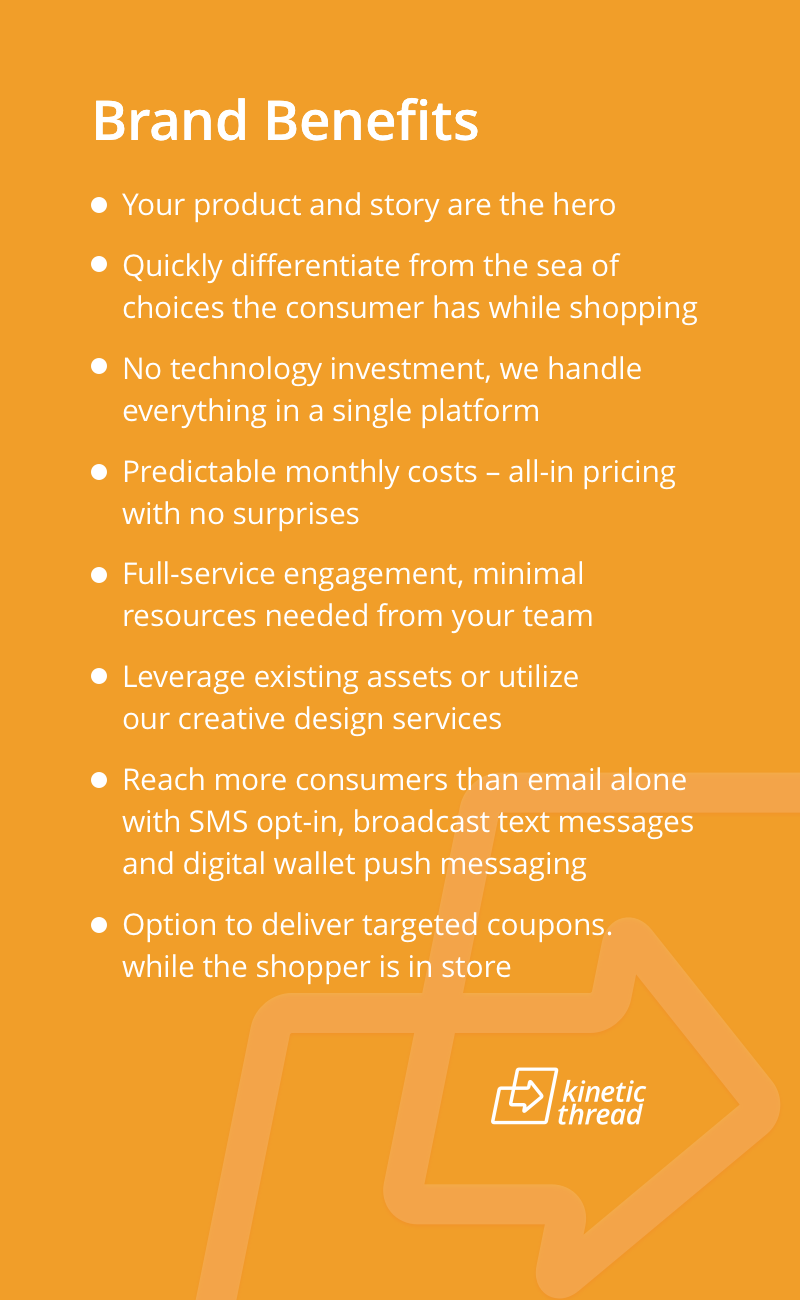 Brand Benefits
Your product and story are the hero
Quickly differentiate from the sea of
choices the consumer has while shopping
No technology investment, we handle
everything in a single platform
Predictable monthly costs – all-in pricing
with no surprises
Full-service engagement, minimal
resources needed from your team
Leverage existing assets or utilize
our creative design services
Reach more consumers than email alone
with SMS opt-in, broadcast text messages
and digital wallet push messaging
Option to deliver targeted coupons.
while the shopper is in store
kinetic
thread